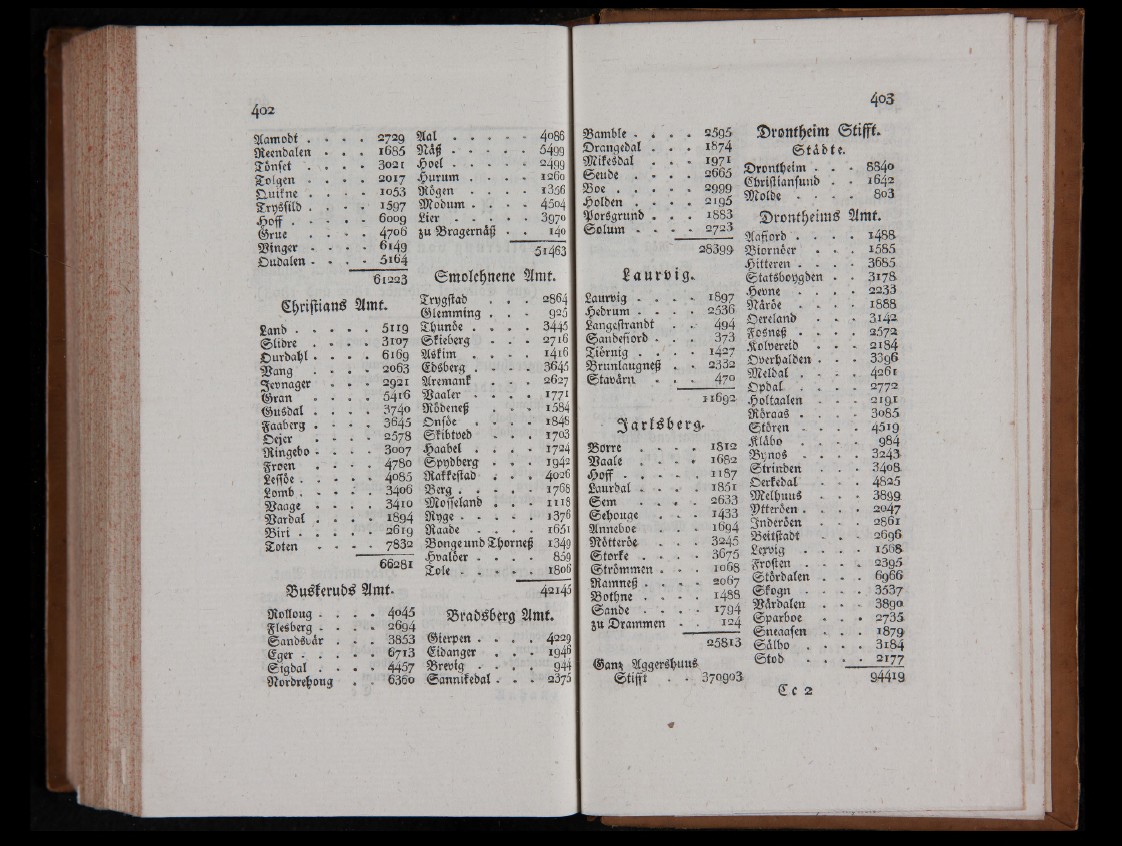 402
Aamodt . . . . 2729
Reendalen . . . 1685
Tönset . . . . 3021
Tolgen . . . . 2017
Quikne . . . . 1053
Trysild . . . . 1597
Hoff . . . . . 6009
Grue . . . . 4706
Vinger . . . . 6149
Oudalen . . . . 5164
61223
Christians Amt.
Land . . . . . 5119
Slidre . . . . 3107
Ourdahl . . . . 6169
Vang . . . . 2063
Jevnager . . . 2921
Gran . . . . 5416
Gusdal . . . . 3740
Faaberg . . . . 3645
Oejer . . . . 2578
Ringebo . . . . 3007
Froen . . . . 4780
Lessöe . . . . . 4085
Lomb . . . . . 3406
Vaage . . . . 3410
Vardal . . . . 1894
Biri . . . . . 2619
Toten . . . . 7832
66281
Buskeruds Amt.
Rolloug . . . . 4045
Flesberg . . . . 2694
Sandsvär . . . 3853
Eger . . . . . 6713
Sigdal . . . . 4457
Nordrehoug . . 6360
Aal . . . . . 4086
Näß . . . . . 5499
Hoel . . . . . 2499
Hurum . . . . 1260
Rögen . . . . 1356
Modum . . . . 4504
Lier . . . . . 3970
zu Bragernäß . . 140
51463
Smolehnene Amt.
Trygstad . . . 2864
Glemming . . . 925
Thunöe . . . . 3445
Skieberg . . . 2716
Askim . . . . 1416
Edsberg . . . . 3645
Aremank . . . 2627
Vaaler . . . . 1771
Rödeneß . . . 1584
Onsöe . . . . 1848
Skibtved . . . 1703
Haabel . . . . 1724
Spydberg . . . 1942
Rakkestad . . . 4026
Berg . . . . . 1768
Mosseland . . . 1118
Ryge . . . . . 1376
Raade . . . . 1651
Bonge und Thorneß 1349
Hvalöer . . . 859
Tole . . . . . 1806
42145
Bradsberg Amt.
Gierpen . . . . 4229
Eidanger . . . 1946
Brevig . . . . 944
Sannikedal . . . 2375
403
Bamble . . . . 2595
Drangedal . . . 1874
Mikesdal . . . 1971
Seude . . . . 2665
Boe . . . . . 2999
Holden . . . . 2195
Porsgrund . . . 1883
Solum . . . . 2723
28399
Laurvig.
Laurvig . . . . 1897
Hedrum . . . . 2536
Langestrandt . . 494
Sandefiord . . . 373
Tiörnig . . . . 1427
Brunlaugneß . . 2332
Stavärn . . . 470
11692
Jarlsberg.
Borre . . . . 1812
Vaale . . . . 1682
Hoff . . . . . 1187
Laurdal . . . . 1851
Sem . . . . 2633
Sehouge . . . 1433
Anneboe . . . 1694
Nötteröe . . . 3245
Storke . . . . 3675
Strömmen . . . 1068
Ramneß . . . . 2067
Bothne . . . . 1488
Sande . . . . 1794
zu Drammen . . 124
25813
Ganz Aggershuus
Stifft . . 370903
Drontheim Stifft.
Städte.
Drontheim . . . 8840
Christiansund . . 1642
Molde . . . . 803
Drontheims Amt.
Aafiord . . . . 1488
Biornöer . . . 1585
Hitteren . . . . 3685
Statsboygden . . 3178
Hevne . . . . 2233
Näröe . . . . 1888
Oereland . . . 3142
Fosneß . . . . 2572
Kolvereid . . . 2184
Overhalden . . . 3396
Meldal . . . . 4261
Opdal . . . . 2772
Holtaalen . . . 2191
Röraas . . . . 3085
Stören . . . . 4519
Kläbo . . . . 984
Bynos . . . . 3243
Strinden . . . 3408
Oerkedal . . . 4825
Melhuus . . . 3899
Ytteröen . . . . 2047
Inderöen . . . 2861
Beitstadt . . . 2696
Lexvig . . . . 1568
Frosten . . . . 2395
Stördalen . . . 6966
Skogn . . . . 3537
Värdalen . . . 3890
Sparboe . . . 2735
Sneaasen . . . 1879
Sälbo . . . . 3184
Stod . . . . 2177
94419
Cc 2